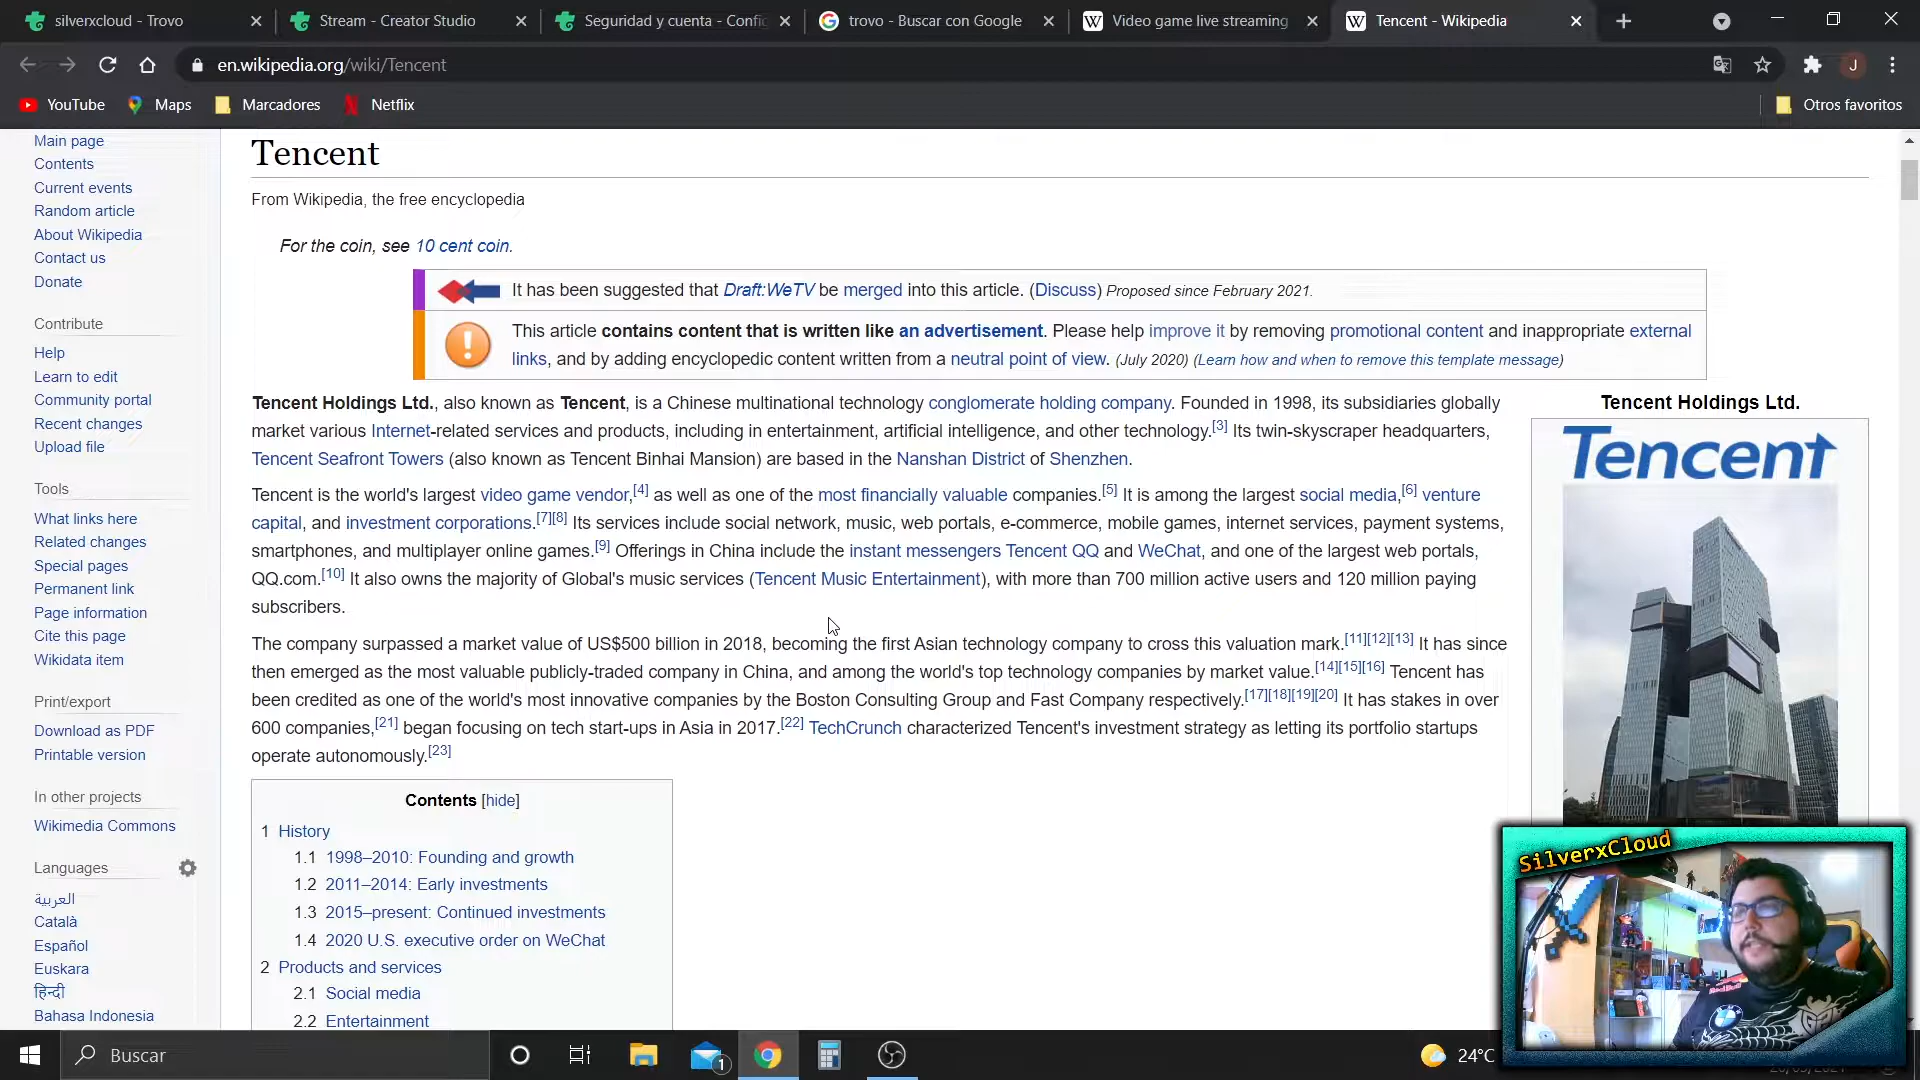 silverxcloud - Trovo
Stream - Creator Studio
Seguridad y cuenta - Confi
trovo - Buscar con Google
Video game live streaming
Tencent - Wikipedia
en.wikipedia.org/wiki/Tencent
J
YouTube
Maps
Marcadores
Netflix
Otros favoritos
Main page
Contents
Current events
Random article
About Wikipedia
Contact us
Donate
Contribute
Help
Learn to edit
Community portal
Recent changes
Upload file
Tools
What links here
Related changes
Special pages
Permanent link
Page information
Cite this page
Wikidata item
Print/export
Download as PDF
Printable version
In other projects
Wikimedia Commons
Languages
العربية
Català
Español
Euskara
हिन्दी
Bahasa Indonesia
Tencent
From Wikipedia, the free encyclopedia
For the coin, see 10 cent coin.
It has been suggested that Draft:WeTV be merged into this article. (Discuss) Proposed since February 2021.
This article contains content that is written like an advertisement. Please help improve it by removing promotional content and inappropriate external
links, and by adding encyclopedic content written from a neutral point of view. (July 2020) (Learn how and when to remove this template message)
Tencent Holdings Ltd., also known as Tencent, is a Chinese multinational technology conglomerate holding company. Founded in 1998, its subsidiaries globally
market various Internet-related services and products, including in entertainment, artificial intelligence, and other technology.[3] Its twin-skyscraper headquarters,
Tencent Seafront Towers (also known as Tencent Binhai Mansion) are based in the Nanshan District of Shenzhen.
Tencent is the world's largest video game vendor,[4] as well as one of the most financially valuable companies.[5] It is among the largest social media,[6] venture
capital, and investment corporations.[7][8] Its services include social network, music, web portals, e-commerce, mobile games, internet services, payment systems,
smartphones, and multiplayer online games.[9] Offerings in China include the instant messengers Tencent QQ and WeChat, and one of the largest web portals,
QQ.com.[10] It also owns the majority of Global's music services (Tencent Music Entertainment), with more than 700 million active users and 120 million paying
subscribers.
The company surpassed a market value of US$500 billion in 2018, becoming the first Asian technology company to cross this valuation mark.[11][12][13] It has since
then emerged as the most valuable publicly-traded company in China, and among the world's top technology companies by market value.[14][15][16] Tencent has
been credited as one of the world's most innovative companies by the Boston Consulting Group and Fast Company respectively.[17][18][19][20] It has stakes in over
600 companies,[21] began focusing on tech start-ups in Asia in 2017.[22] TechCrunch characterized Tencent's investment strategy as letting its portfolio startups
operate autonomously.[23]
Contents [hide]
1 History
1.1 1998–2010: Founding and growth
1.2 2011–2014: Early investments
1.3 2015–present: Continued investments
1.4 2020 U.S. executive order on WeChat
2 Products and services
2.1 Social media
2.2 Entertainment
Tencent Holdings Ltd.
Tencent
SilverxCloud
Buscar
1
24°C